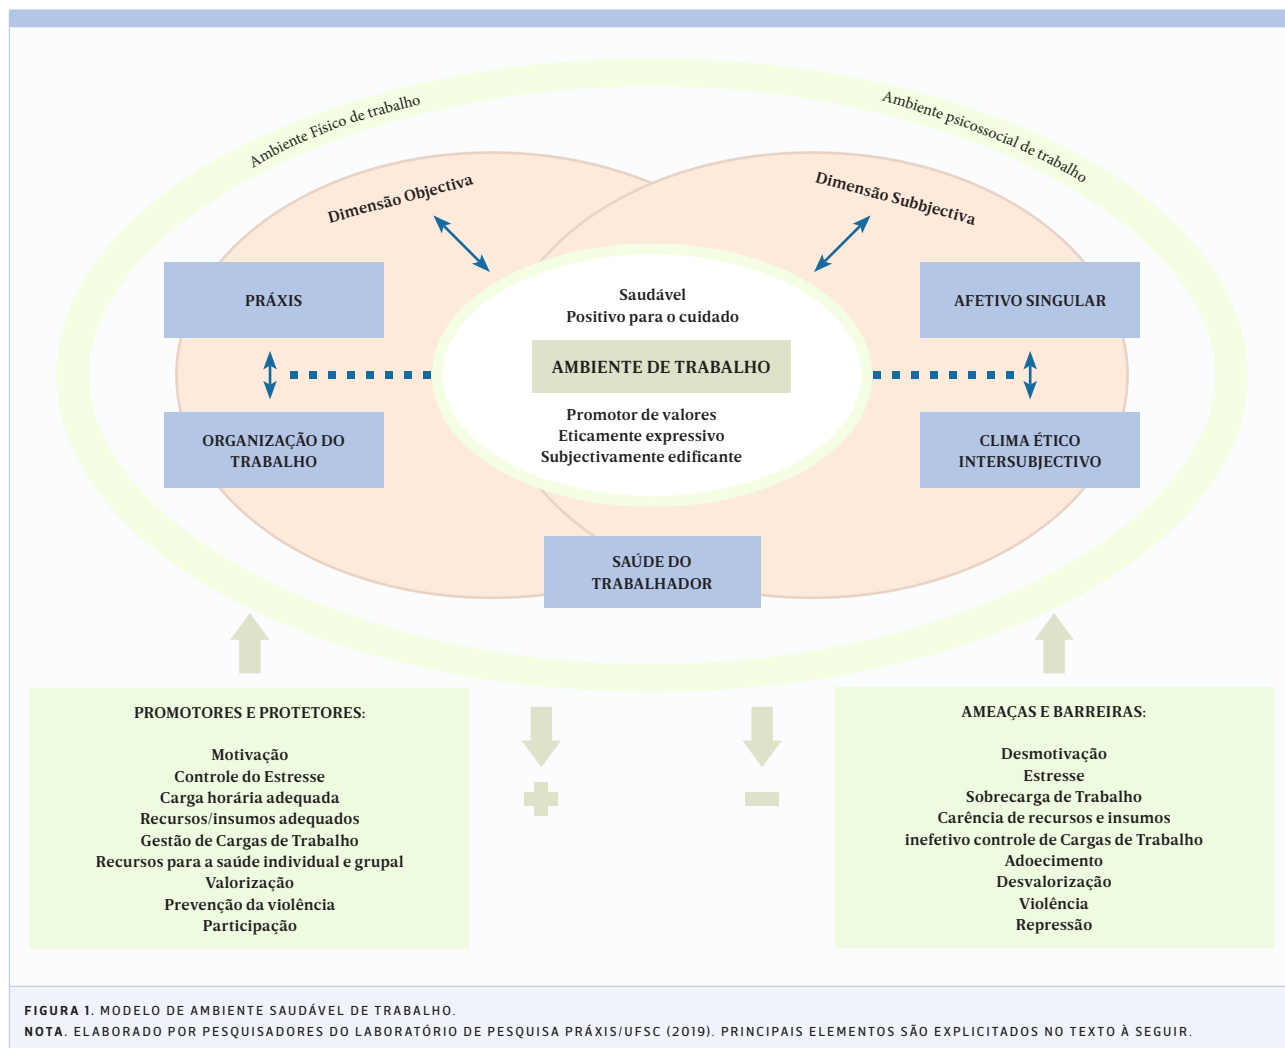 Ambiente Físico de trabalho
Ambiente psicossocial de trabalho
Dimensão Objectiva
Dimensão Subbjectiva
PRÁXIS
ORGANIZAÇÃO DO
TRABALHO
Saudável
Positivo para o cuidado
AMBIENTE DE TRABALHO
Promotor de valores
Eticamente expressivo
Subjectivamente edificante
AFETIVO SINGULAR
CLIMA ÉTICO
INTERSUBJECTIVO
SAÚDE DO
TRABALHADOR
PROMOTORES E PROTETORES:
Motivação
Controle do Estresse
Carga horária adequada
Recursos/insumos adequados
Gestão de Cargas de Trabalho
Recursos para a saúde individual e grupal
Valorização
Prevenção da violência
Participação
AMEAÇAS E BARREIRAS:
Desmotivação
Estresse
Sobrecarga de Trabalho
Carência de recursos e insumos
inefetivo controle de Cargas de Trabalho
Adoecimento
Desvalorização
Violência
Repressão
FIGURA 1. MODELO DE AMBIENTE SAUDÁVEL DE TRABALHO.
NOTA. ELABORADO POR PESQUISADORES DO LABORATÓRIO DE PESQUISA PRÁXIS/UFSC (2019). PRINCIPAIS ELEMENTOS SÃO EXPLICITADOS NO TEXTO À SEGUIR.